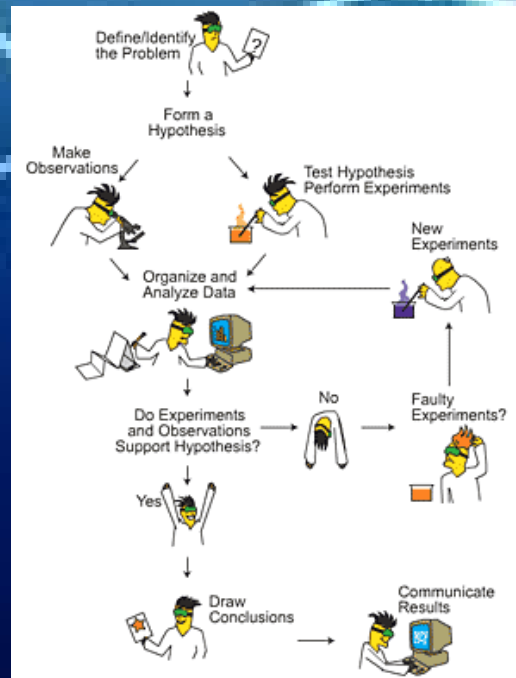 Define/Identify
the Problem
?
Form a
Hypothesis
Make
Observations
Test Hypothesis
Perform Experiments
New
Experiments
Organize and
Analyze Data
Do Experiments
and Observations
Support Hypothesis?
No
Faulty
Experiments?
Yes
Draw
Conclusions
Communicate
Results